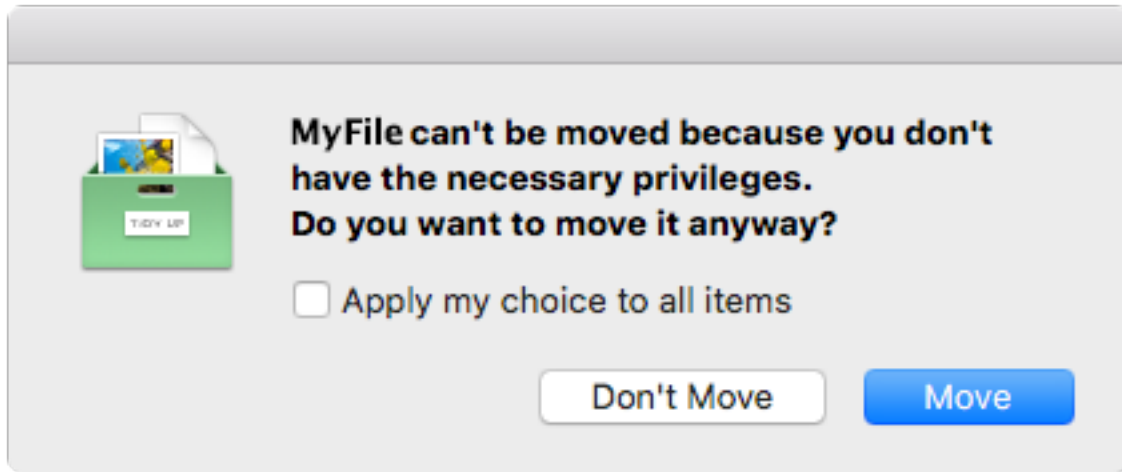 TIDY UP
MyFile can't be moved because you don't
have the necessary privileges.
Do you want to move it anyway?
Apply my choice to all items
Don't Move
Move